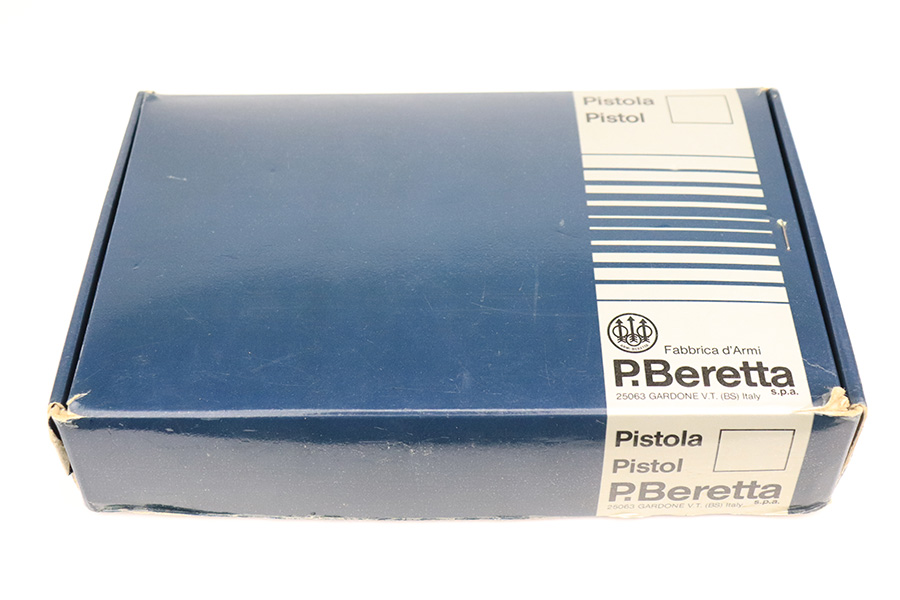 Pistola
Pistol
Fabbrica d'Armi
P.Beretta
s.p.a.
25063 GARDONE V.T. (BS) Italy
Pistola
Pistol
P.Beretta
s.p.a.
25063 GARDONE V.T. (BS) Italy